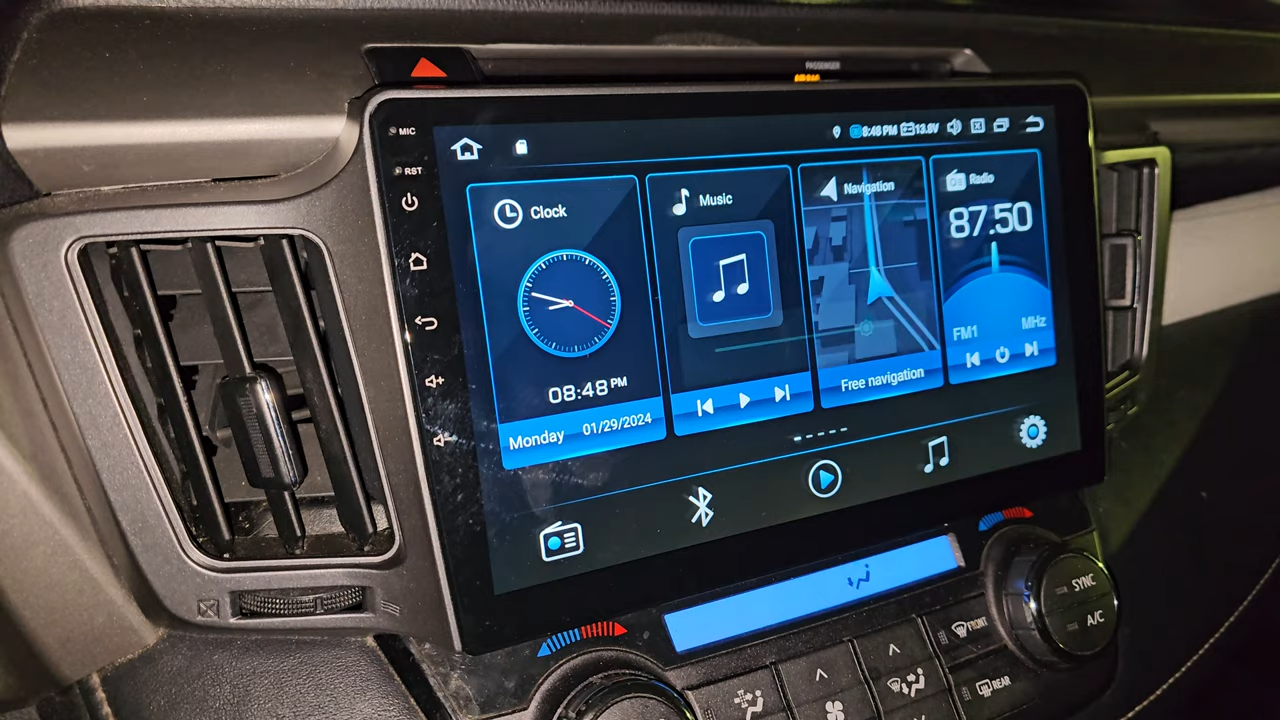 PASSENGER
MIC
RST
8:48 PM 13.8V
Clock
08:48 PM
Monday 01/29/2024
Music
Navigation
Free navigation
Radio
87.50
FM1 MHz
SYNC
A/C
FRONT
REAR